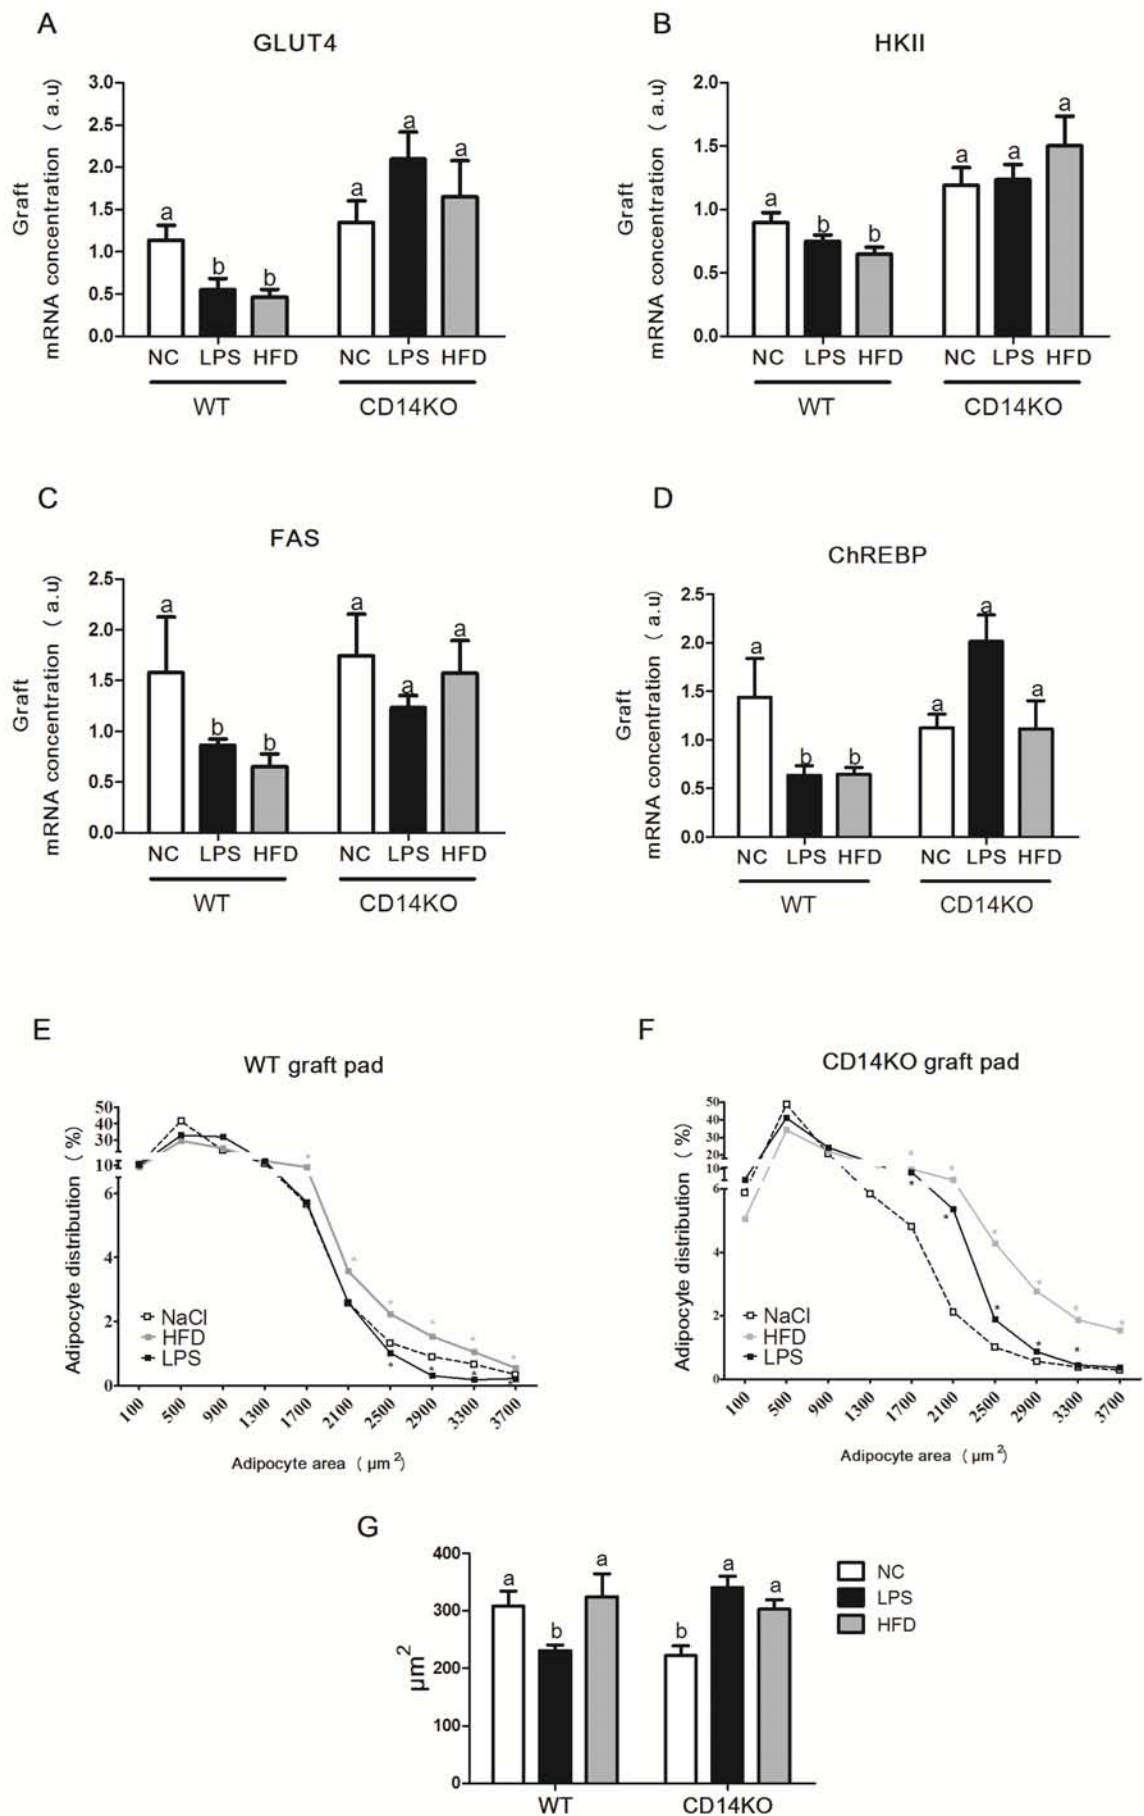 A
GLUT4
Graft
mRNA concentration ( a.u)
3.0
2.5
2.0
1.5
1.0
0.5
0.0
a
b
b
a
a
a
NC LPS HFD
NC LPS HFD
WT
CD14KO
B
HKII
Graft
mRNA concentration ( a.u)
2.0
1.5
1.0
0.5
0.0
a
b
b
a
a
a
NC LPS HFD
NC LPS HFD
WT
CD14KO
C
FAS
Graft
mRNA concentration ( a.u)
2.5
2.0
1.5
1.0
0.5
0.0
a
b
b
a
a
a
NC LPS HFD
NC LPS HFD
WT
CD14KO
D
ChREBP
Graft
mRNA concentration ( a.u)
2.5
2.0
1.5
1.0
0.5
0.0
a
b
b
a
a
a
NC LPS HFD
NC LPS HFD
WT
CD14KO
E
WT graft pad
Adipocyte distribution ( %)
50
40
30
10
6
4
2
0
NaCl
HFD
LPS
100 500 900 1300 1700 2100 2500 2900 3300 3700
Adipocyte area ( µm²)
F
CD14KO graft pad
Adipocyte distribution ( %)
50
40
30
20
10
6
4
2
0
NaCl
HFD
LPS
100 500 900 1300 1700 2100 2500 2900 3300 3700
Adipocyte area ( µm²)
G
µm²
400
300
200
100
0
a
b
a
b
a
a
WT
CD14KO
NC
LPS
HFD